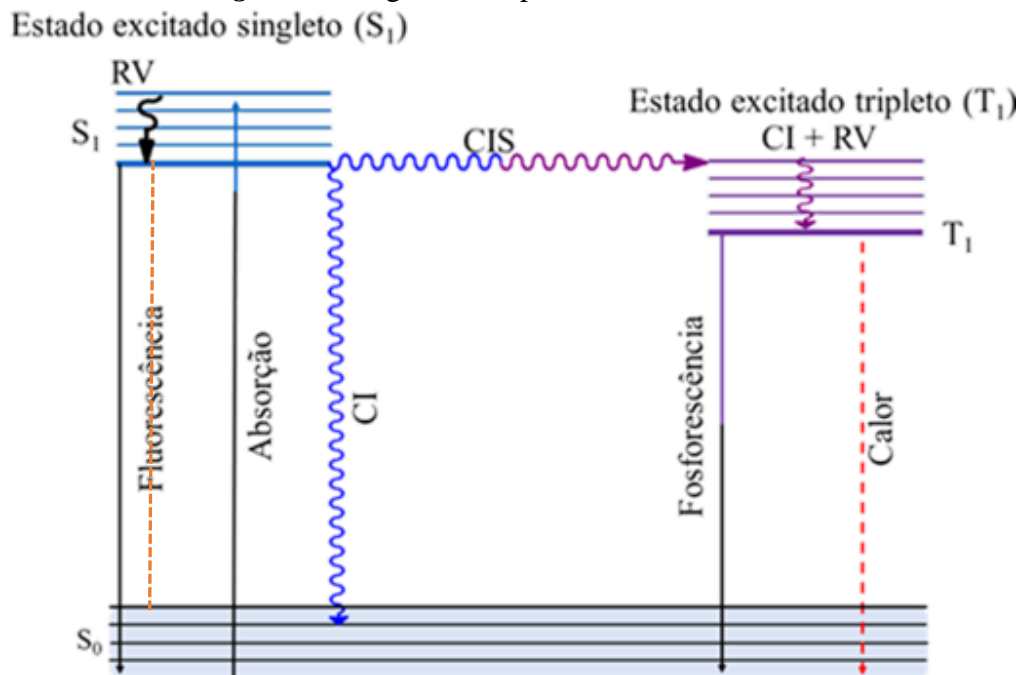 Estado excitado singleto (S₁)
RV
S₁
Estado excitado tripleto (T₁)
CI + RV
CIS
T₁
Fluorescência
Absorção
CI
Fosforescência
Calor
S₀